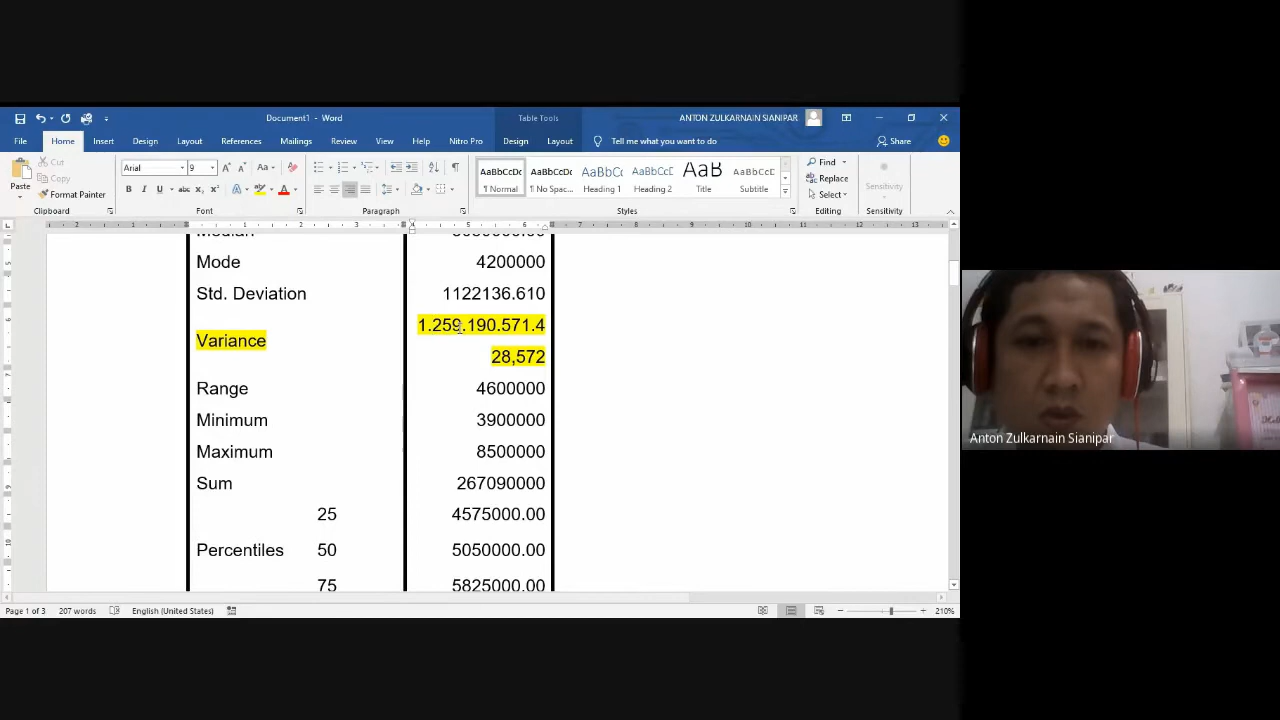 Document1 - Word
Table Tools
ANTON ZULKARNAIN SIANIPAR
File Home Insert Design Layout References Mailings Review View Help Nitro Pro Design Layout Tell me what you want to do Share
Paste
Cut
Copy
Format Painter
Clipboard
Arial 9
Font
Paragraph
AaBbCcDc ¶ Normal
AaBbCcDc ¶ No Spac...
AaBbCc Heading 1
AaBbCcDc Heading 2
AaB Title
AaBbCcDc Subtitle
Styles
Find
Replace
Select
Editing
Sensitivity
Sensitivity
Median
Mode 4200000
Std. Deviation 1122136.610
Variance 1.259.190.571.4
28,572
Range 4600000
Minimum 3900000
Maximum 8500000
Sum 267090000
25 4575000.00
Percentiles 50 5050000.00
75 5825000.00
Page 1 of 3 207 words English (United States) 210%
Anton Zulkarnain Sianipar